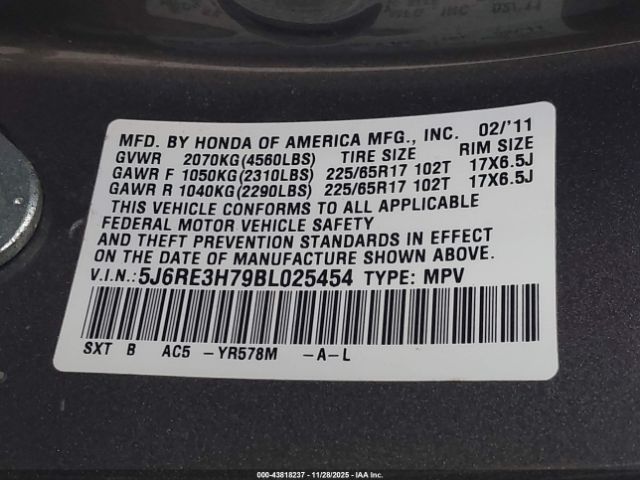 MFD. BY HONDA OF AMERICA MFG., INC. 02/'11
GVWR 2070KG(4560LBS) TIRE SIZE RIM SIZE
GAWR F 1050KG(2310LBS) 225/65R17 102T 17X6.5J
GAWR R 1040KG(2290LBS) 225/65R17 102T 17X6.5J
THIS VEHICLE CONFORMS TO ALL APPLICABLE
FEDERAL MOTOR VEHICLE SAFETY
AND THEFT PREVENTION STANDARDS IN EFFECT
ON THE DATE OF MANUFACTURE SHOWN ABOVE.
V.I.N.: 5J6RE3H79BL025454 TYPE: MPV
SXT B AC5 -YR578M -A-L
000-43818237 - 11/28/2025 - IAA Inc.